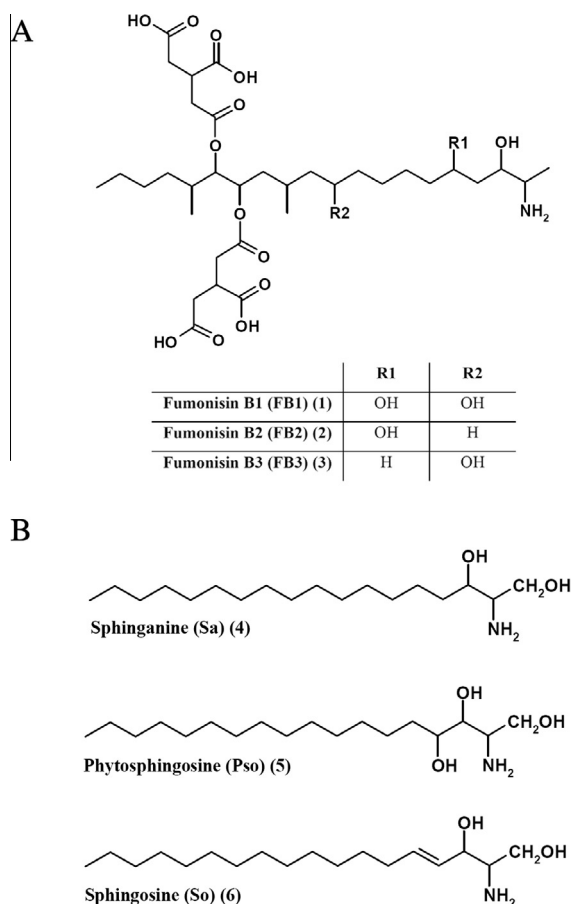 A
HO
O
O
OH
O
O
R1
OH
R2
NH2
O
O
O
O
HO
O
OH
R1 R2
Fumonisin B1 (FB1) (1) OH OH
Fumonisin B2 (FB2) (2) OH H
Fumonisin B3 (FB3) (3) H OH
B
OH
CH2OH
NH2
Sphinganine (Sa) (4)
OH
CH2OH
OH NH2
Phytosphingosine (Pso) (5)
OH
CH2OH
NH2
Sphingosine (So) (6)